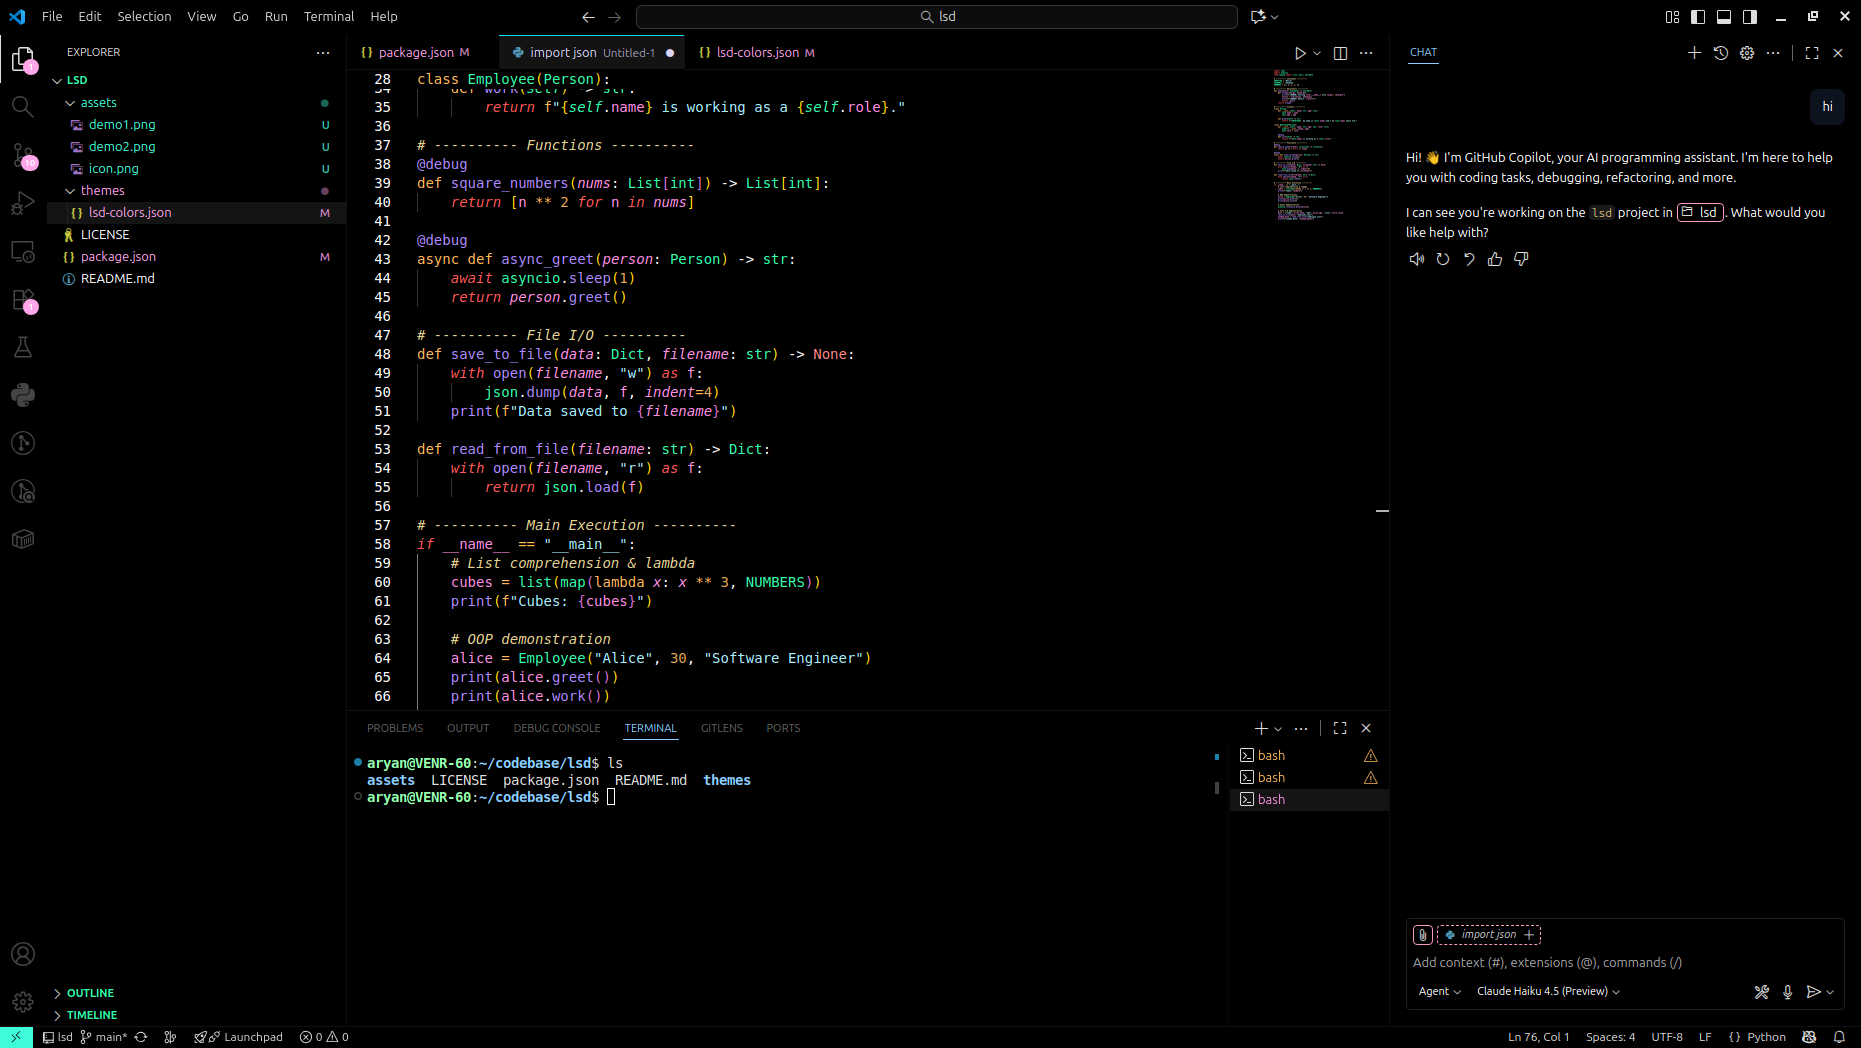 File Edit Selection View Go Run Terminal Help
lsd
EXPLORER
LSD
assets
demo1.png U
demo2.png U
icon.png U
themes
lsd-colors.json M
LICENSE
package.json M
README.md
1
10
1
OUTLINE
TIMELINE
package.json M
import json Untitled-1
lsd-colors.json M
28 class Employee(Person):
34 def work(self) -> str:
35 return f"{self.name} is working as a {self.role}."
36
37 # ---------- Functions ----------
38 @debug
39 def square_numbers(nums: List[int]) -> List[int]:
40 return [n ** 2 for n in nums]
41
42 @debug
43 async def async_greet(person: Person) -> str:
44 await asyncio.sleep(1)
45 return person.greet()
46
47 # ---------- File I/O ----------
48 def save_to_file(data: Dict, filename: str) -> None:
49 with open(filename, "w") as f:
50 json.dump(data, f, indent=4)
51 print(f"Data saved to {filename}")
52
53 def read_from_file(filename: str) -> Dict:
54 with open(filename, "r") as f:
55 return json.load(f)
56
57 # ---------- Main Execution ----------
58 if __name__ == "__main__":
59 # List comprehension & lambda
60 cubes = list(map(lambda x: x ** 3, NUMBERS))
61 print(f"Cubes: {cubes}")
62
63 # OOP demonstration
64 alice = Employee("Alice", 30, "Software Engineer")
65 print(alice.greet())
66 print(alice.work())
PROBLEMS OUTPUT DEBUG CONSOLE TERMINAL GITLENS PORTS
aryan@VENR-60:~/codebase/lsd$ ls
assets LICENSE package.json README.md themes
aryan@VENR-60:~/codebase/lsd$
bash
bash
bash
CHAT
hi
Hi! 👋 I'm GitHub Copilot, your AI programming assistant. I'm here to help
you with coding tasks, debugging, refactoring, and more.
I can see you're working on the lsd project in lsd. What would you
like help with?
import json
Add context (#), extensions (@), commands (/)
Agent Claude Haiku 4.5 (Preview)
lsd main* Launchpad 0 0
Ln 76, Col 1 Spaces: 4 UTF-8 LF {} Python